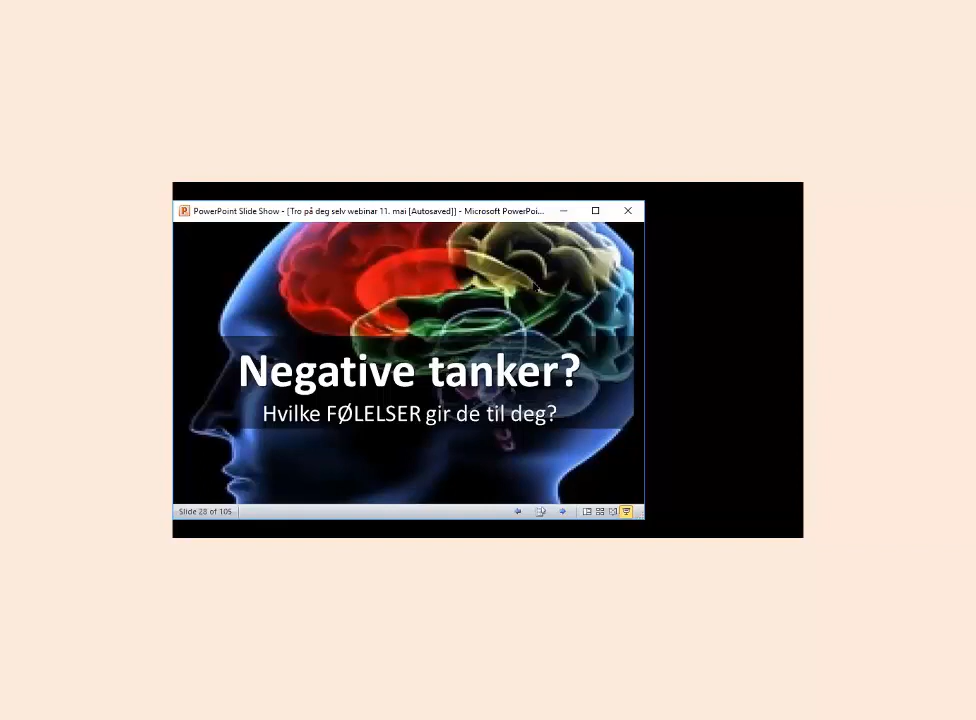 PowerPoint Slide Show - [Tro på deg selv webinar 11. mai [Autosaved]] - Microsoft PowerPoi...
Negative tanker?
Hvilke FØLELSER gir de til deg?
Slide 28 of 105